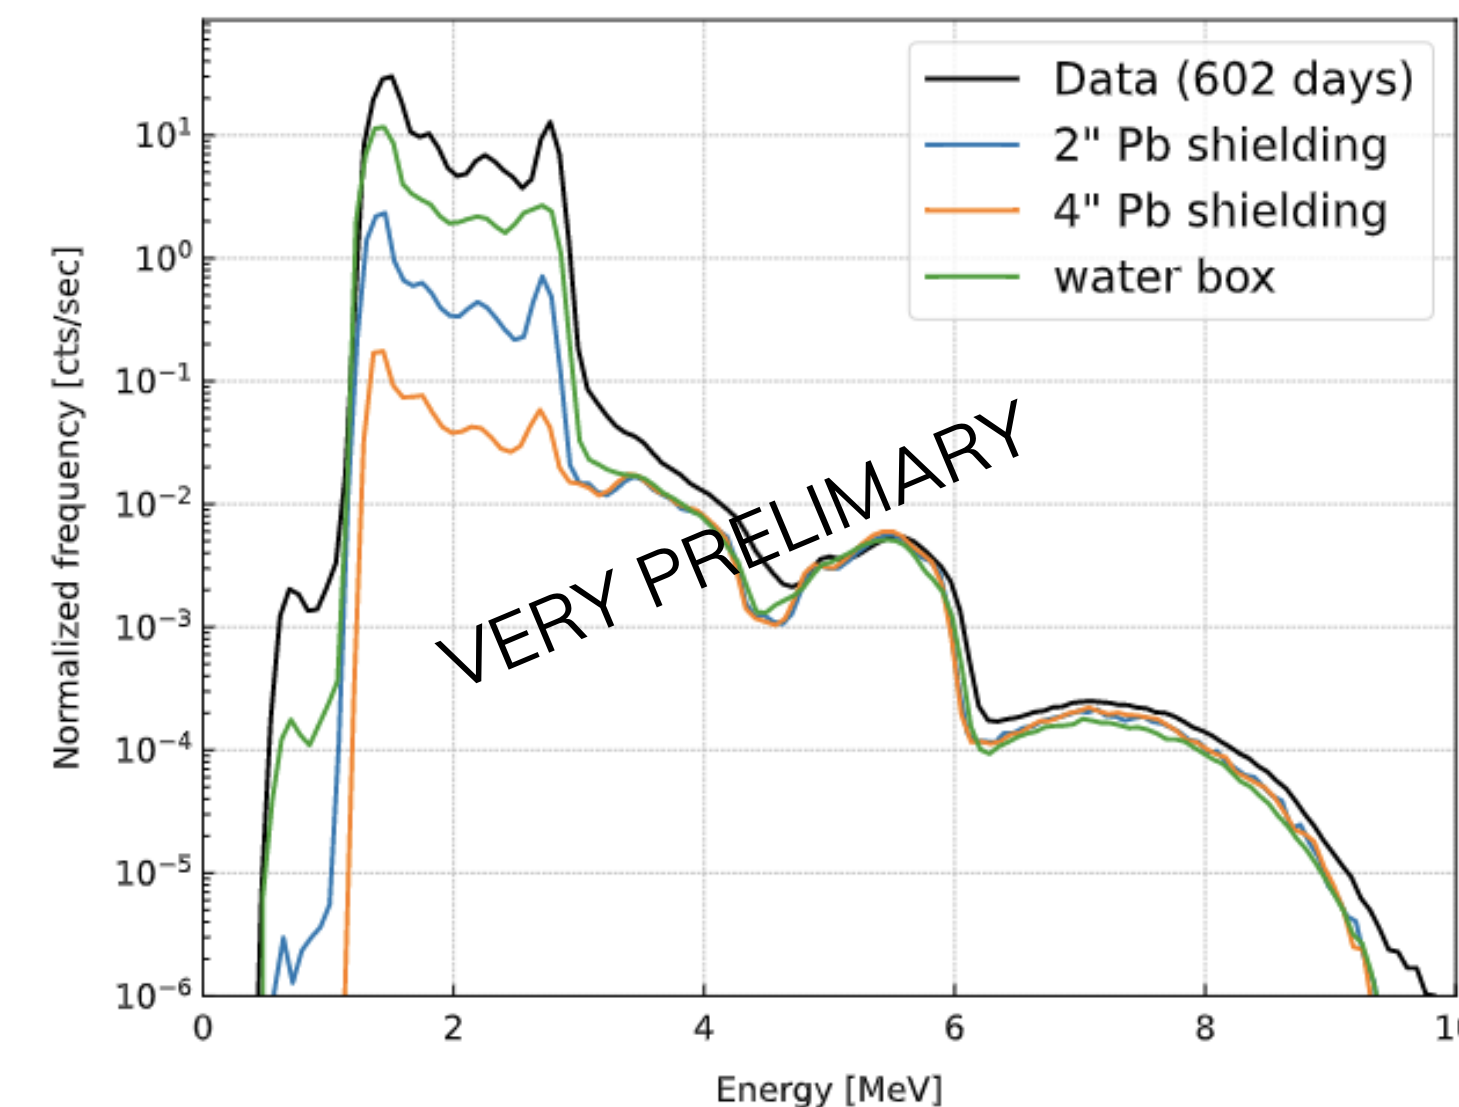 Data (602 days)
2" Pb shielding
4" Pb shielding
water box
Normalized frequency [cts/sec]
10¹
10⁰
10⁻¹
10⁻²
10⁻³
10⁻⁴
10⁻⁵
10⁻⁶
VERY PRELIMARY
0 2 4 6 8
Energy [MeV]